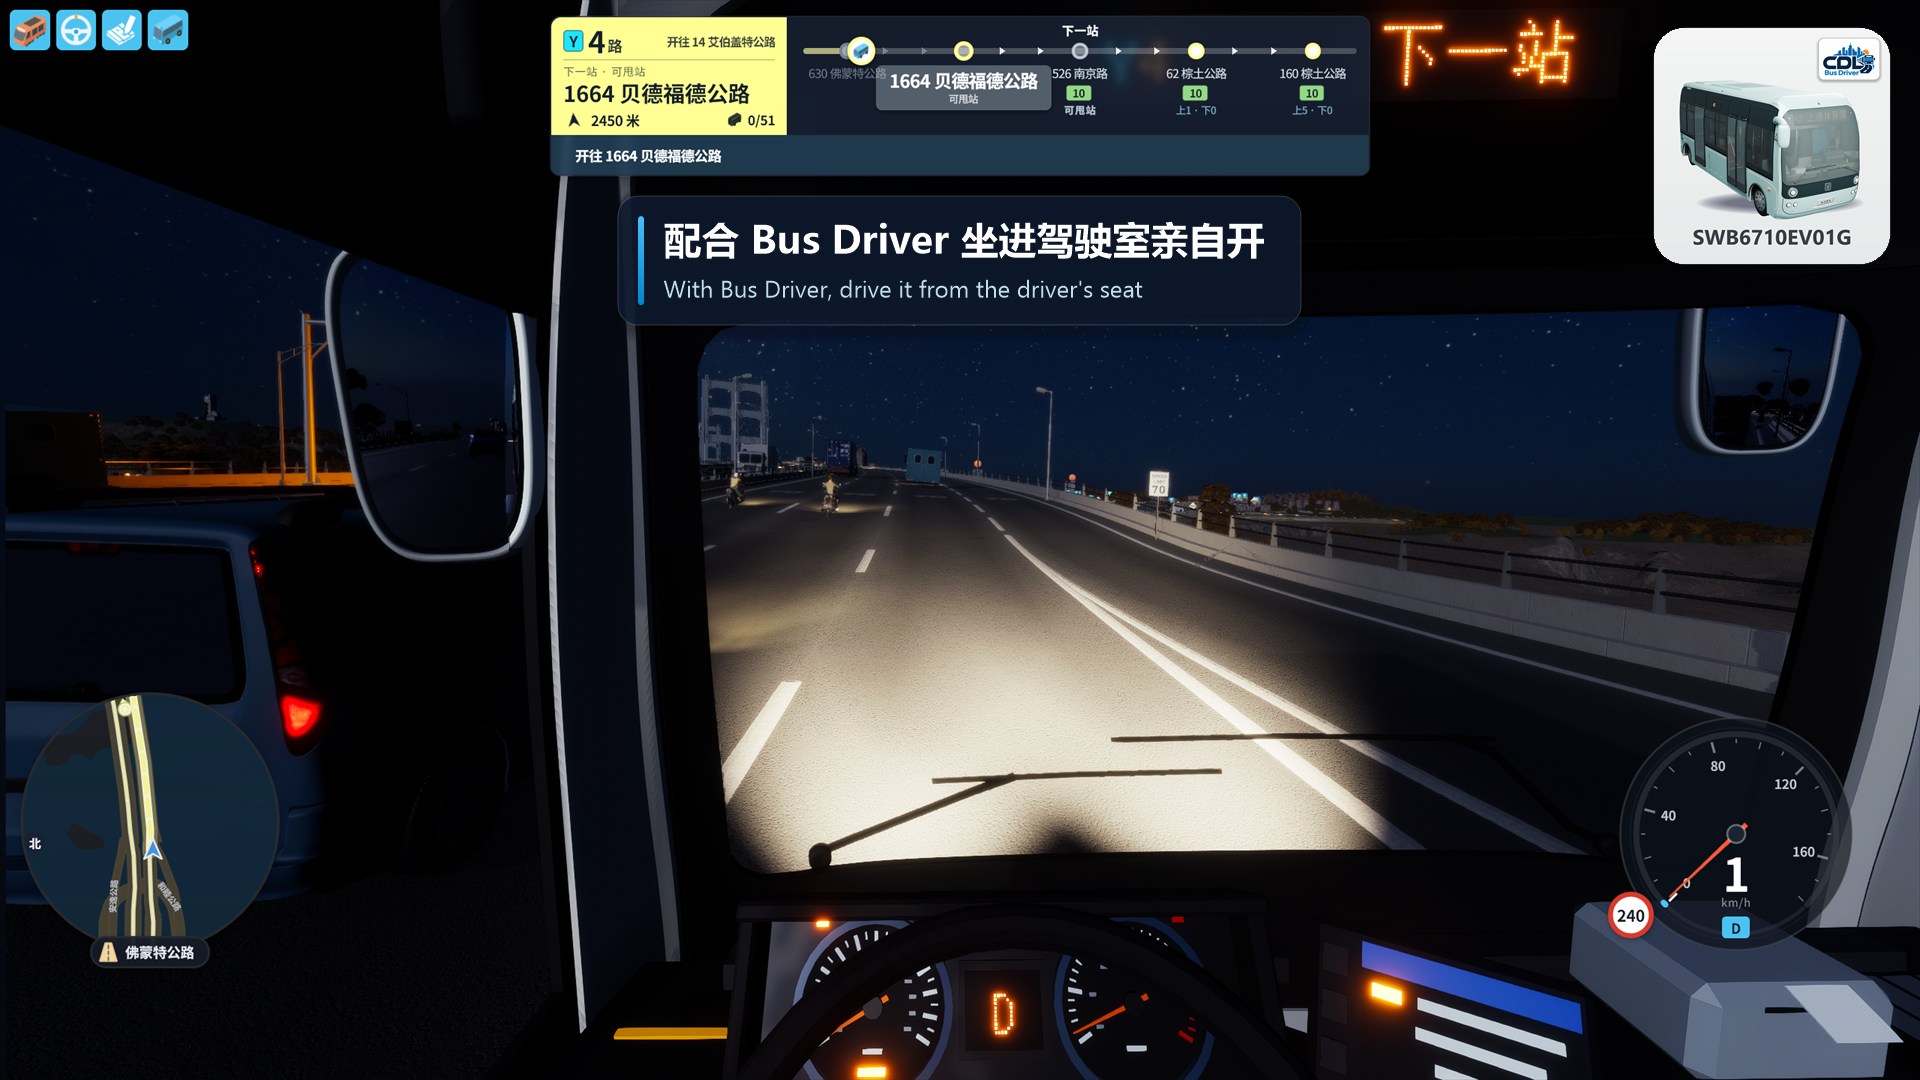 Y 4路 开往 14 艾伯盖特公路
下一站 · 可甩站
1664 贝德福德公路
2450 米 0/51
下一站
630 佛蒙特公路
1664 贝德福德公路
可甩站
526 南京路
10
可甩站
62 棕土公路
10
上1 · 下0
160 棕土公路
10
上5 · 下0
开往 1664 贝德福德公路
下一站
CDL
Bus Driver
SWB6710EV01G
配合 Bus Driver 坐进驾驶室亲自开
With Bus Driver, drive it from the driver's seat
70
北
佛蒙特公路
D
0
40
80
120
160
1
km/h
D
240